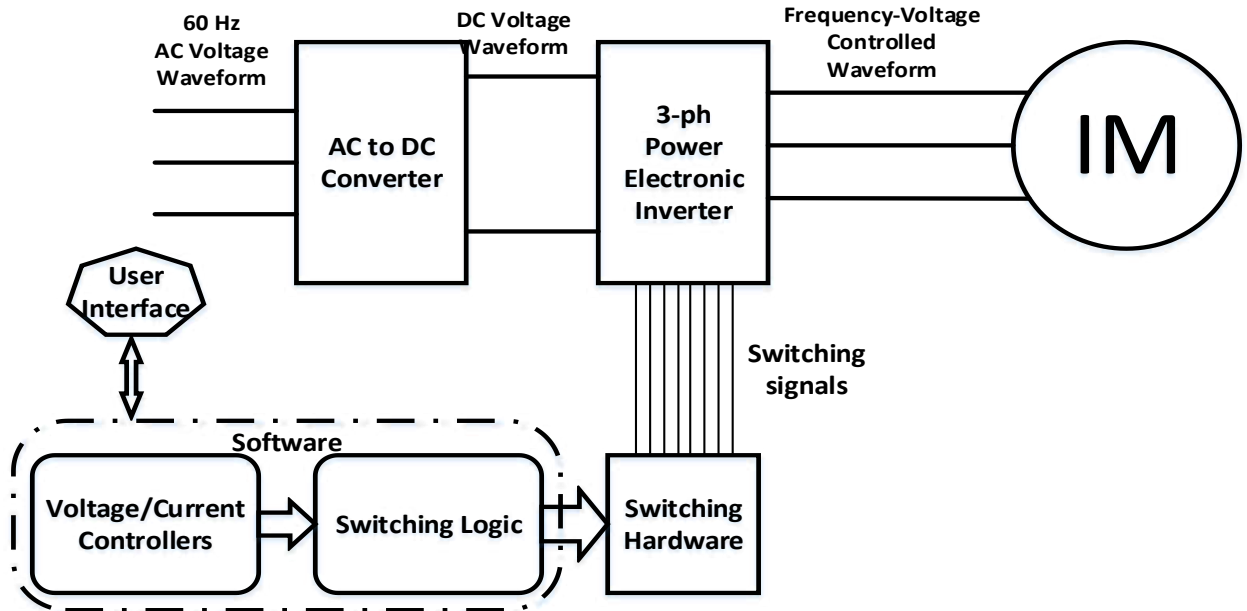 60 Hz
AC Voltage
Waveform
DC Voltage
Waveform
Frequency-Voltage
Controlled
Waveform
AC to DC
Converter
3-ph
Power
Electronic
Inverter
IM
User
Interface
Switching
signals
Software
Voltage/Current
Controllers
Switching Logic
Switching
Hardware